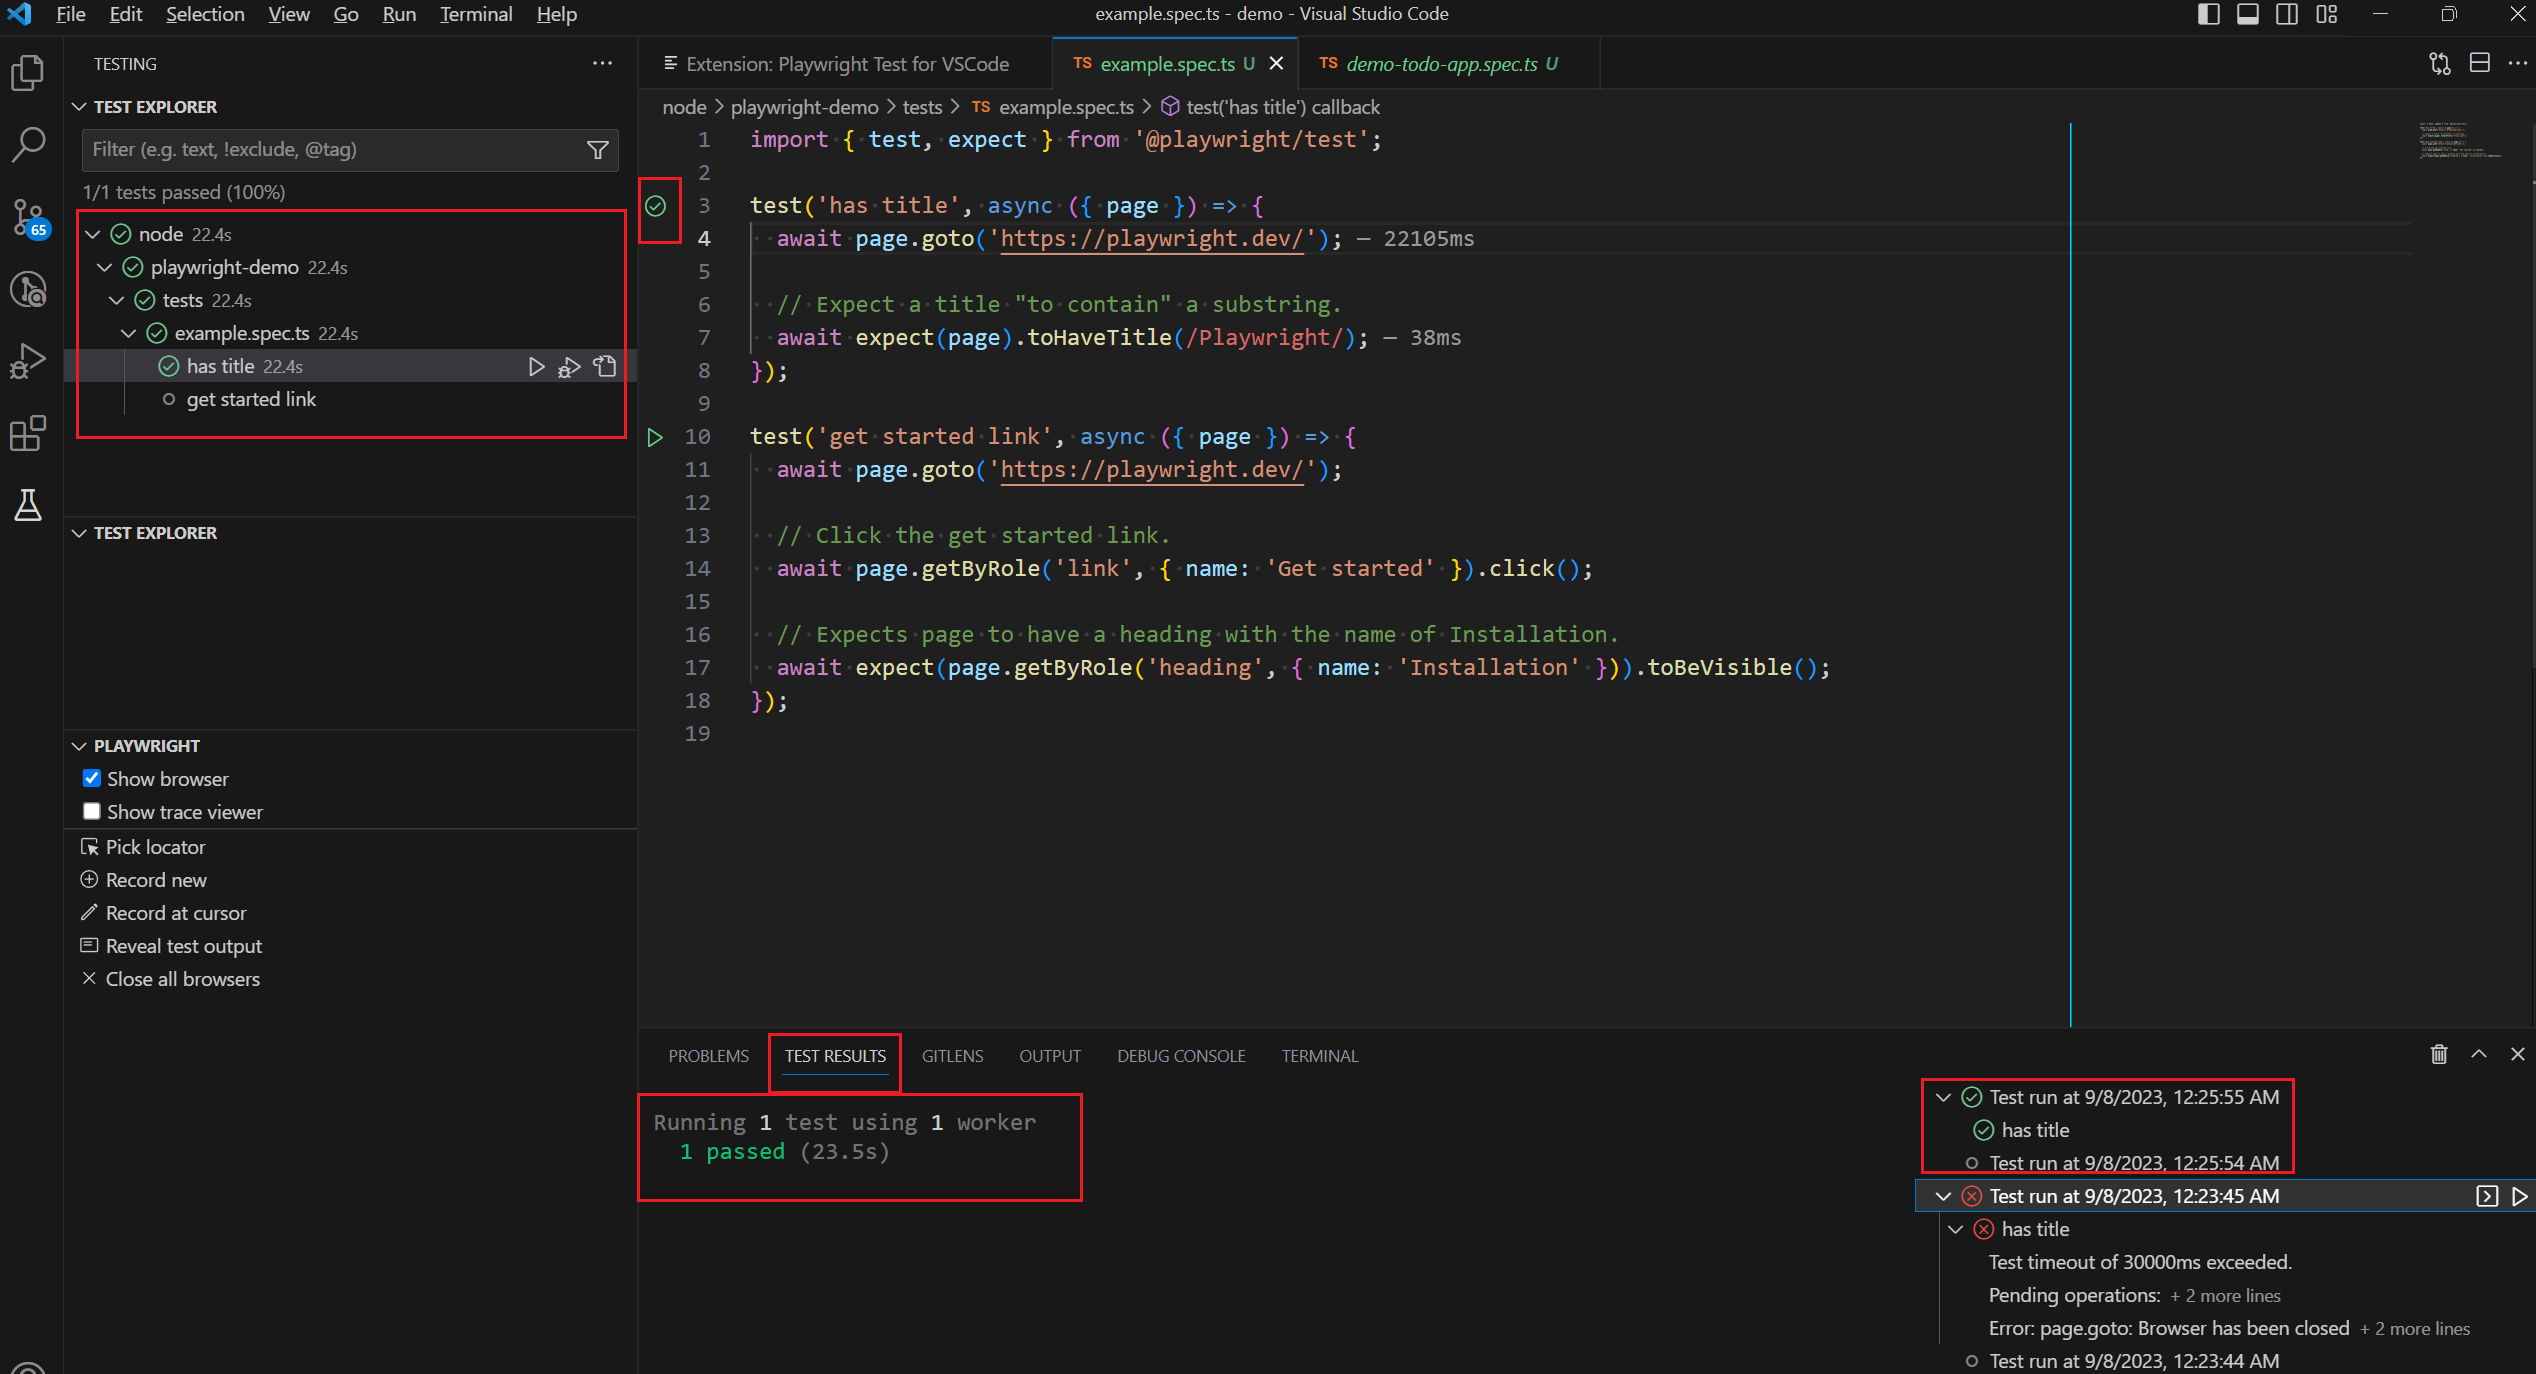 File Edit Selection View Go Run Terminal Help
example.spec.ts - demo - Visual Studio Code
TESTING
TEST EXPLORER
Filter (e.g. text, !exclude, @tag)
1/1 tests passed (100%)
node 22.4s
playwright-demo 22.4s
tests 22.4s
example.spec.ts 22.4s
has title 22.4s
get started link
65
TEST EXPLORER
PLAYWRIGHT
Show browser
Show trace viewer
Pick locator
Record new
Record at cursor
Reveal test output
Close all browsers
Extension: Playwright Test for VSCode
TS example.spec.ts U
TS demo-todo-app.spec.ts U
node > playwright-demo > tests > TS example.spec.ts > test('has title') callback
1 import { test, expect } from '@playwright/test';
2
3 test('has title', async ({ page }) => {
4 await page.goto('https://playwright.dev/'); — 22105ms
5
6 // Expect a title "to contain" a substring.
7 await expect(page).toHaveTitle(/Playwright/); — 38ms
8 });
9
10 test('get started link', async ({ page }) => {
11 await page.goto('https://playwright.dev/');
12
13 // Click the get started link.
14 await page.getByRole('link', { name: 'Get started' }).click();
15
16 // Expects page to have a heading with the name of Installation.
17 await expect(page.getByRole('heading', { name: 'Installation' })).toBeVisible();
18 });
19
PROBLEMS TEST RESULTS GITLENS OUTPUT DEBUG CONSOLE TERMINAL
Running 1 test using 1 worker
1 passed (23.5s)
Test run at 9/8/2023, 12:25:55 AM
has title
Test run at 9/8/2023, 12:25:54 AM
Test run at 9/8/2023, 12:23:45 AM
has title
Test timeout of 30000ms exceeded.
Pending operations: + 2 more lines
Error: page.goto: Browser has been closed + 2 more lines
Test run at 9/8/2023, 12:23:44 AM